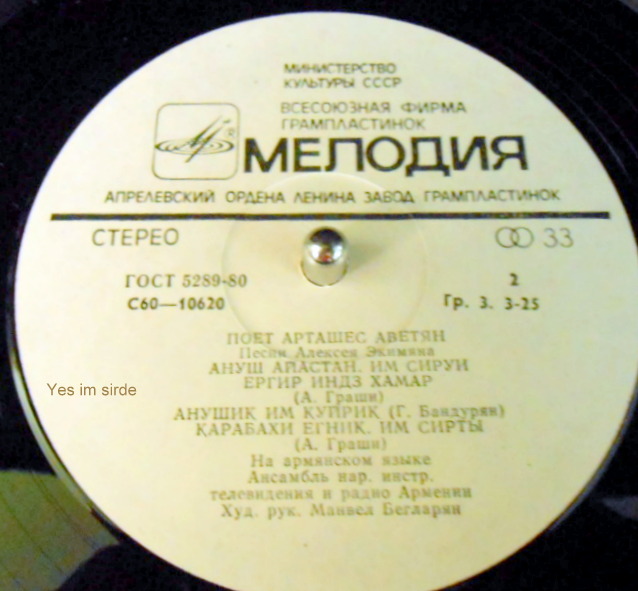 МИНИСТЕРСТВО
КУЛЬТУРЫ СССР
ВСЕСОЮЗНАЯ ФИРМА
ГРАМПЛАСТИНОК
МЕЛОДИЯ
АПРЕЛЕВСКИЙ ОРДЕНА ЛЕНИНА ЗАВОД ГРАМПЛАСТИНОК
СТЕРЕО 33
ГОСТ 5289-80 2
С60—10620 Гр. 3. 3-25
ПОЕТ АРТАШЕС АВЕТЯН
Песни Алексея Экимяна
АНУШ АРАСТАН. ИМ СИРУИ
ЕРГИР ИНДЗ ХАМАР
(А. Граши)
Yes im sirde
АНУШИК ИМ КУЙРИК (Г. Бандурян)
КАРАБАХИ ЕГНИК. ИМ СИРТЫ
(А. Граши)
На армянском языке
Ансамбль нар. инстр.
телевидения и радио Армении
Худ. рук. Манвел Бегларян